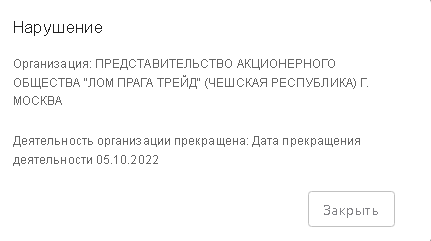 Нарушение
Организация: ПРЕДСТАВИТЕЛЬСТВО АКЦИОНЕРНОГО
ОБЩЕСТВА "ЛОМ ПРАГА ТРЕЙД" (ЧЕШСКАЯ РЕСПУБЛИКА) Г.
МОСКВА
Деятельность организации прекращена: Дата прекращения
деятельности 05.10.2022
Закрыть